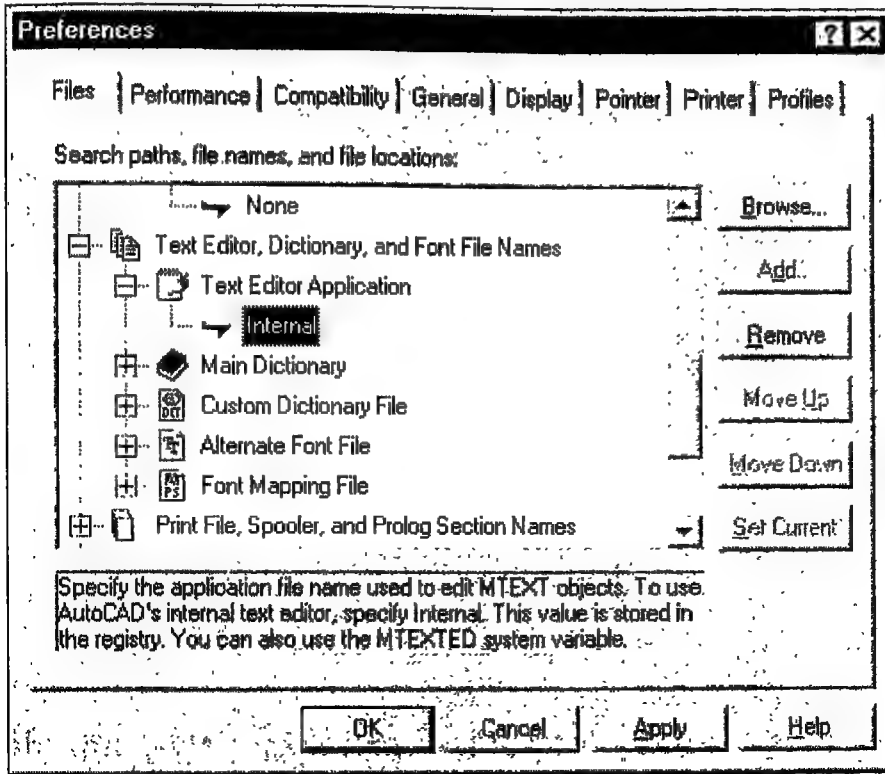 Preferences
Files Performance Compatibility General Display Pointer Printer Profiles
Search paths, file names, and file locations:
None
Text Editor, Dictionary, and Font File Names
Text Editor Application
Internal
Main Dictionary
Custom Dictionary File
Alternate Font File
Font Mapping File
Print File, Spooler, and Prolog Section Names
Browse...
Add..
Remove
Move Up
Move Down
Set Current
Specify the application file name used to edit MTEXT objects. To use
AutoCAD's internal text editor, specify Internal. This value is stored in
the registry. You can also use the MTEXTED system variable.
OK Cancel Apply Help